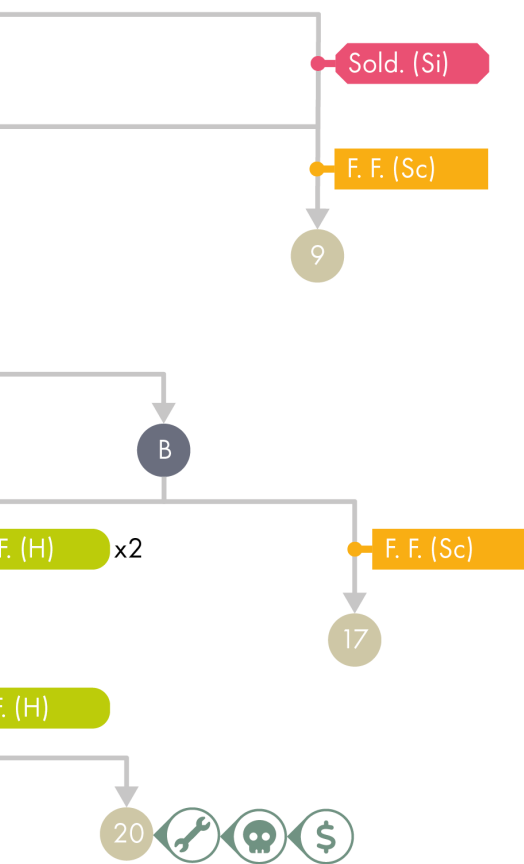 Sold. (Si)
F. F. (Sc)
9
B
F. (H) x2
F. F. (Sc)
17
F. (H)
20 $